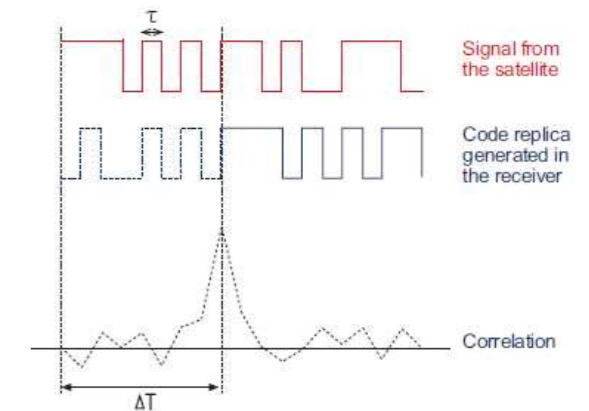 τ
Signal from
the satellite
Code replica
generated in
the receiver
Correlation
ΔT